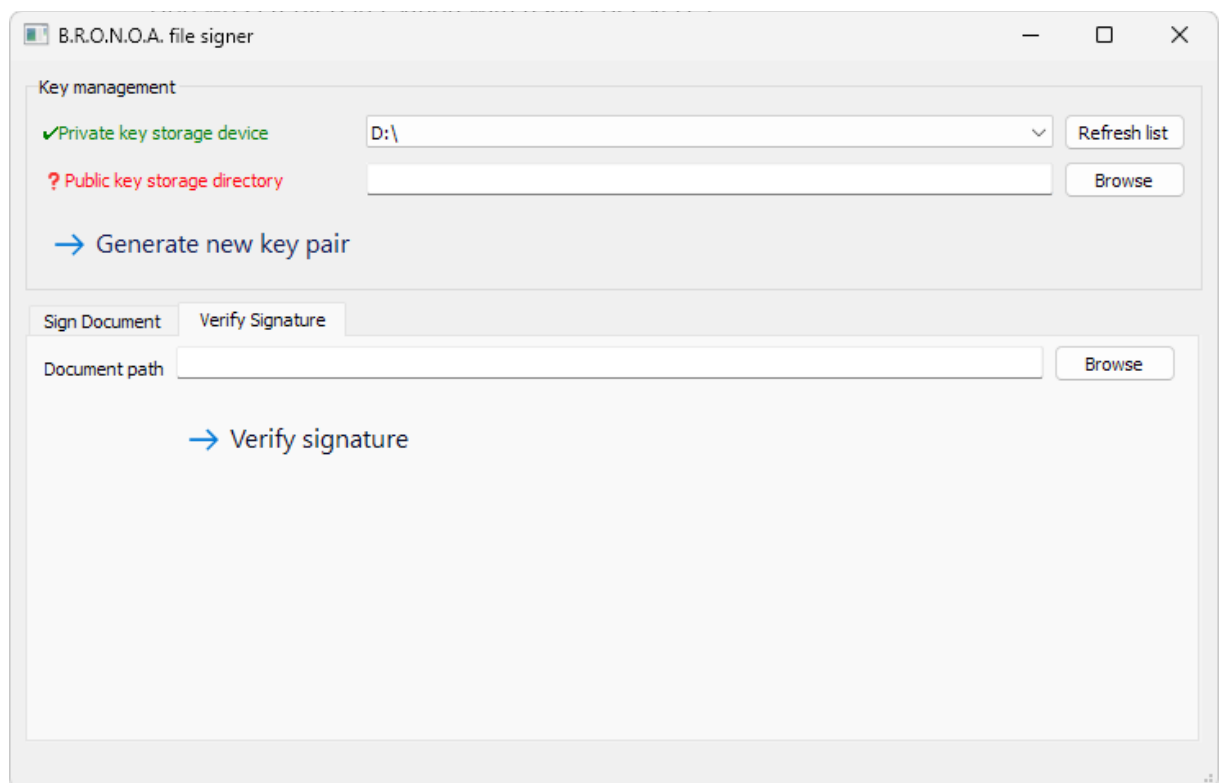 B.R.O.N.O.A. file signer
Key management
✔Private key storage device D:\ Refresh list
? Public key storage directory Browse
→ Generate new key pair
Sign Document Verify Signature
Document path Browse
→ Verify signature